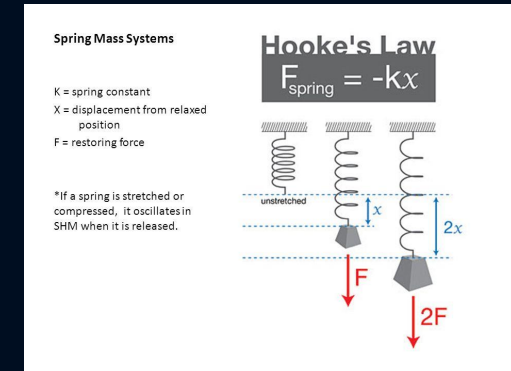 Spring Mass Systems
K = spring constant
X = displacement from relaxed
position
F = restoring force
*If a spring is stretched or
compressed, it oscillates in
SHM when it is released.
Hooke's Law
Fspring = -kx
unstretched
x
2x
F
2F